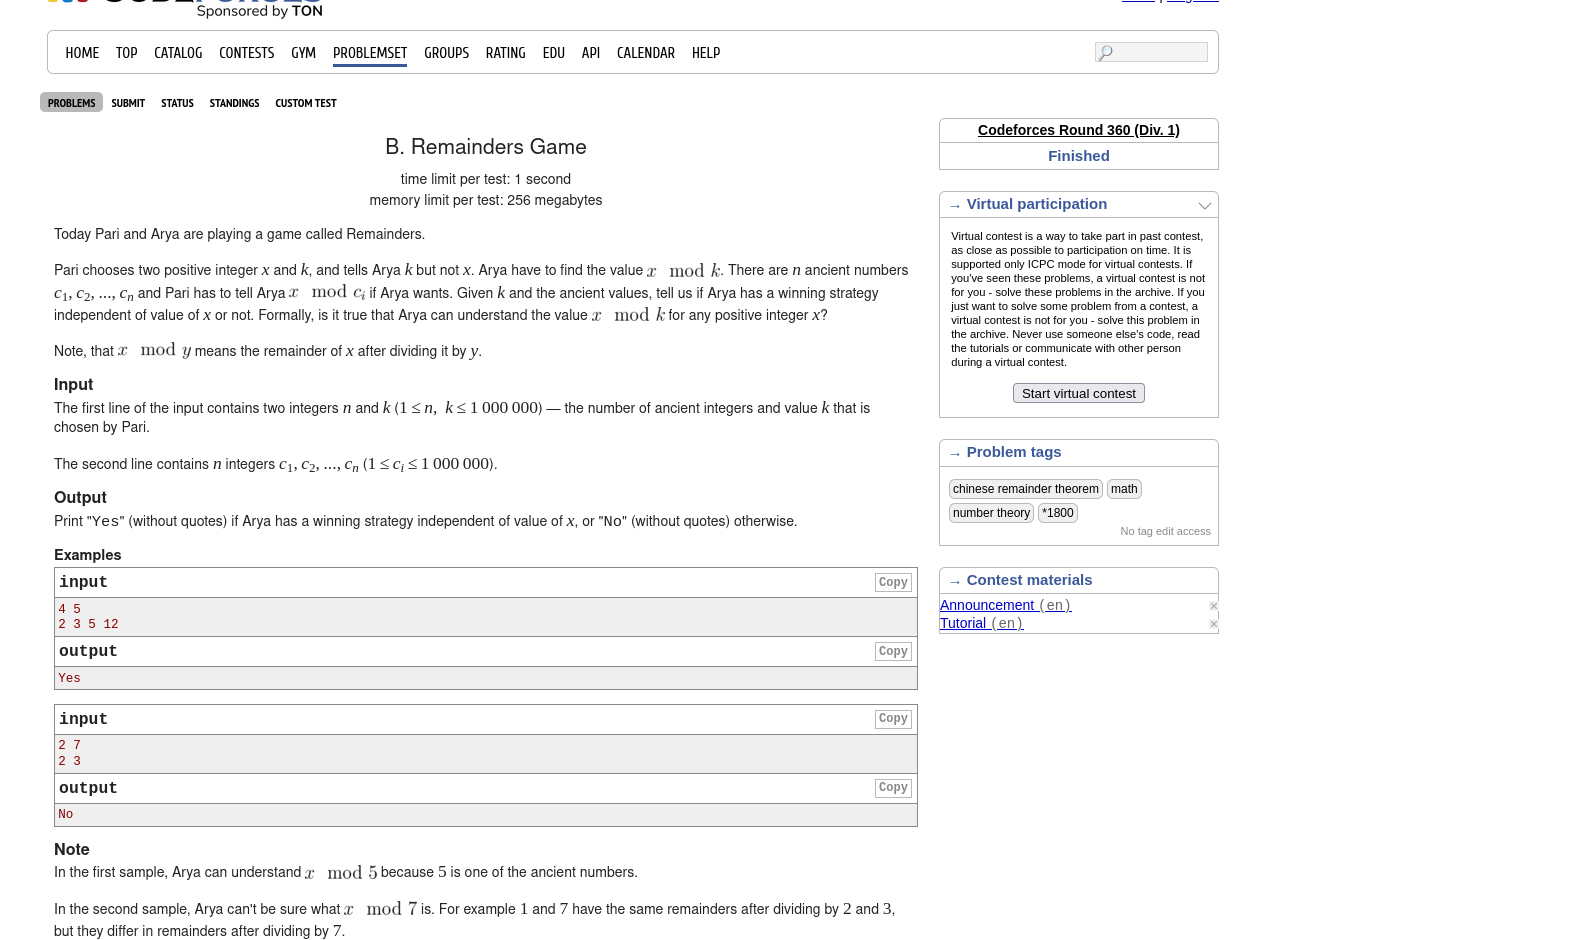 Sponsored by TON
HOME TOP CATALOG CONTESTS GYM PROBLEMSET GROUPS RATING EDU API CALENDAR HELP
PROBLEMS SUBMIT STATUS STANDINGS CUSTOM TEST
B. Remainders Game
time limit per test: 1 second
memory limit per test: 256 megabytes
Today Pari and Arya are playing a game called Remainders.
Pari chooses two positive integer x and k, and tells Arya k but not x. Arya have to find the value x mod k. There are n ancient numbers
c1, c2, ..., cn and Pari has to tell Arya x mod ci if Arya wants. Given k and the ancient values, tell us if Arya has a winning strategy
independent of value of x or not. Formally, is it true that Arya can understand the value x mod k for any positive integer x?
Note, that x mod y means the remainder of x after dividing it by y.
Input
The first line of the input contains two integers n and k (1 ≤ n, k ≤ 1 000 000) — the number of ancient integers and value k that is
chosen by Pari.
The second line contains n integers c1, c2, ..., cn (1 ≤ ci ≤ 1 000 000).
Output
Print "Yes" (without quotes) if Arya has a winning strategy independent of value of x, or "No" (without quotes) otherwise.
Examples
input Copy
4 5
2 3 5 12
output Copy
Yes
input Copy
2 7
2 3
output Copy
No
Note
In the first sample, Arya can understand x mod 5 because 5 is one of the ancient numbers.
In the second sample, Arya can't be sure what x mod 7 is. For example 1 and 7 have the same remainders after dividing by 2 and 3,
but they differ in remainders after dividing by 7.
Codeforces Round 360 (Div. 1)
Finished
→ Virtual participation
Virtual contest is a way to take part in past contest,
as close as possible to participation on time. It is
supported only ICPC mode for virtual contests. If
you've seen these problems, a virtual contest is not
for you - solve these problems in the archive. If you
just want to solve some problem from a contest, a
virtual contest is not for you - solve this problem in
the archive. Never use someone else's code, read
the tutorials or communicate with other person
during a virtual contest.
Start virtual contest
→ Problem tags
chinese remainder theorem math
number theory *1800
No tag edit access
→ Contest materials
Announcement (en)
Tutorial (en)